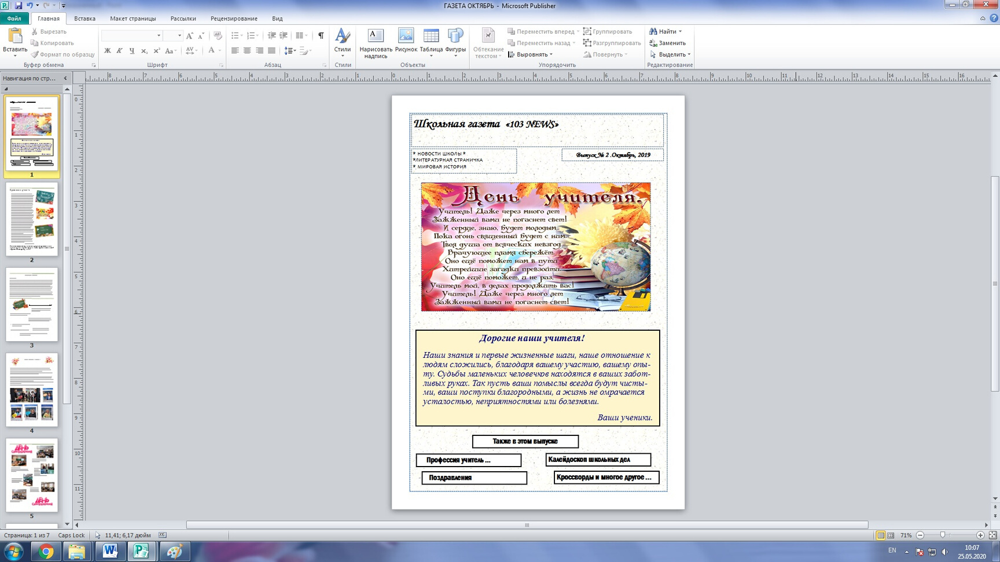 ГАЗЕТА ОКТЯБРЬ - Microsoft Publisher
Файл
Главная
Вставка
Макет страницы
Рассылки
Рецензирование
Вид
Вставить
Вырезать
Копировать
Формат по образцу
Буфер обмена
Шрифт
Абзац
Стили
Стили
Нарисовать надпись
Рисунок
Таблица
Фигуры
Объекты
Обтекание текстом
Переместить вперед
Переместить назад
Выровнять
Группировать
Разгруппировать
Повернуть
Упорядочить
Найти
Заменить
Выделить
Редактирование
Навигация по стр...
1
2
3
4
5
Школьная газета «103 NEWS»
* НОВОСТИ ШКОЛЫ *
*ЛИТЕРАТУРНАЯ СТРАНИЧКА
* МИРОВАЯ ИСТОРИЯ
Выпуск № 2 .Октябрь, 2019
День учителя.
Учитель! Даже через много лет
Зажженный вами не погаснет свет!
И сердце, знаю, будет молодым
Пока огонь священный будет с ним.
Твоя душа от всяческих невзгод
Врачующее пламя сбережёт.
Оно ещё поможет нам в пути
Хитрейшие загадки превзойти.
Оно ещё поможет, и не раз,
Учитель мой, в делах продолжить вас!
Учитель! Даже через много лет
Зажженный вами не погаснет свет!
Дорогие наши учителя!
Наши знания и первые жизненные шаги, наше отношение к
людям сложились, благодаря вашему участию, вашему опы-
ту. Судьбы маленьких человечков находятся в ваших забот-
ливых руках. Так пусть ваши помыслы всегда будут чисты-
ми, ваши поступки благородными, а жизнь не омрачается
усталостью, неприятностями или болезнями.
Ваши ученики.
Также в этом выпуске
Профессия учитель ...
Калейдоскоп школьных дел
Поздравления
Кроссворды и многое другое ...
Страница: 1 из 7
Caps Lock
11,41; 6,17 дюйм
71%
EN
10:07
25.05.2020